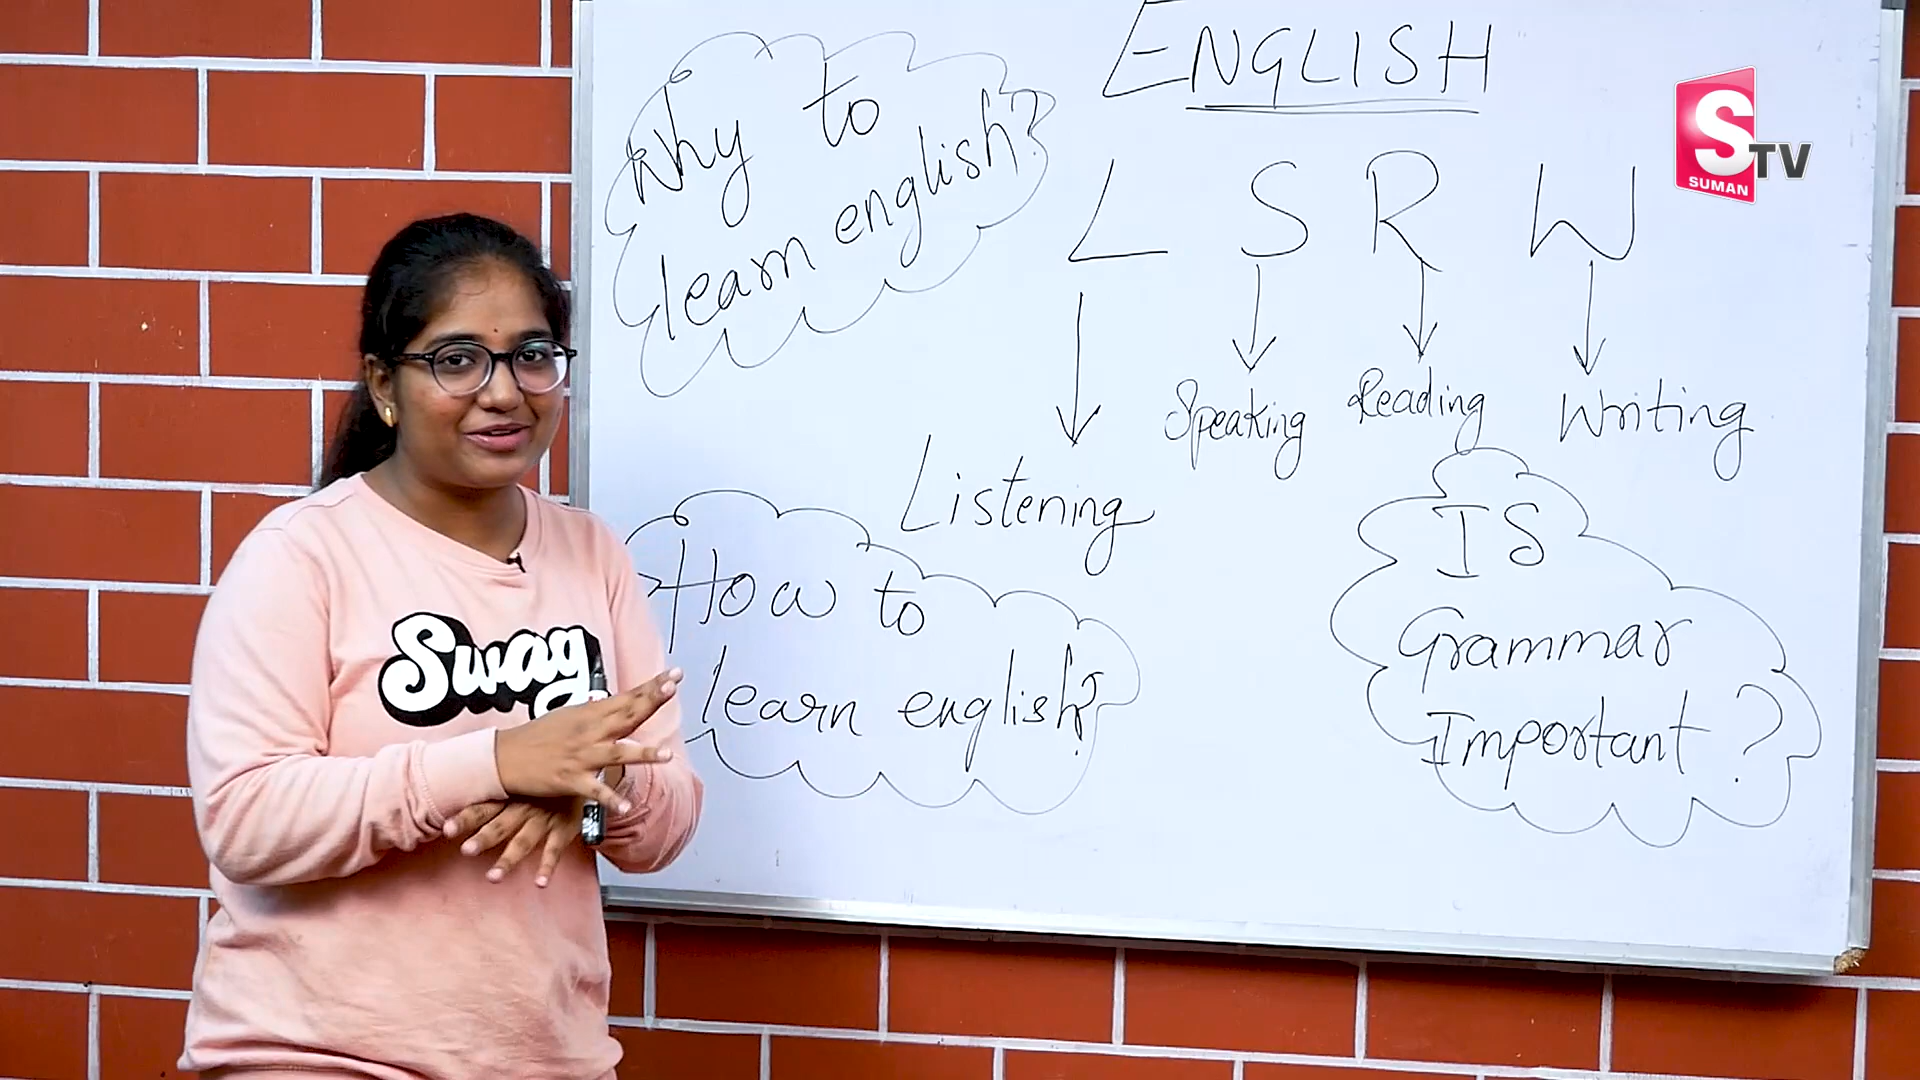 ENGLISH
Why to
learn english?
L S R W
Listening
Speaking
Reading
Writing
How to
learn english?
IS
Grammar
Important?
Swag
S TV
SUMAN